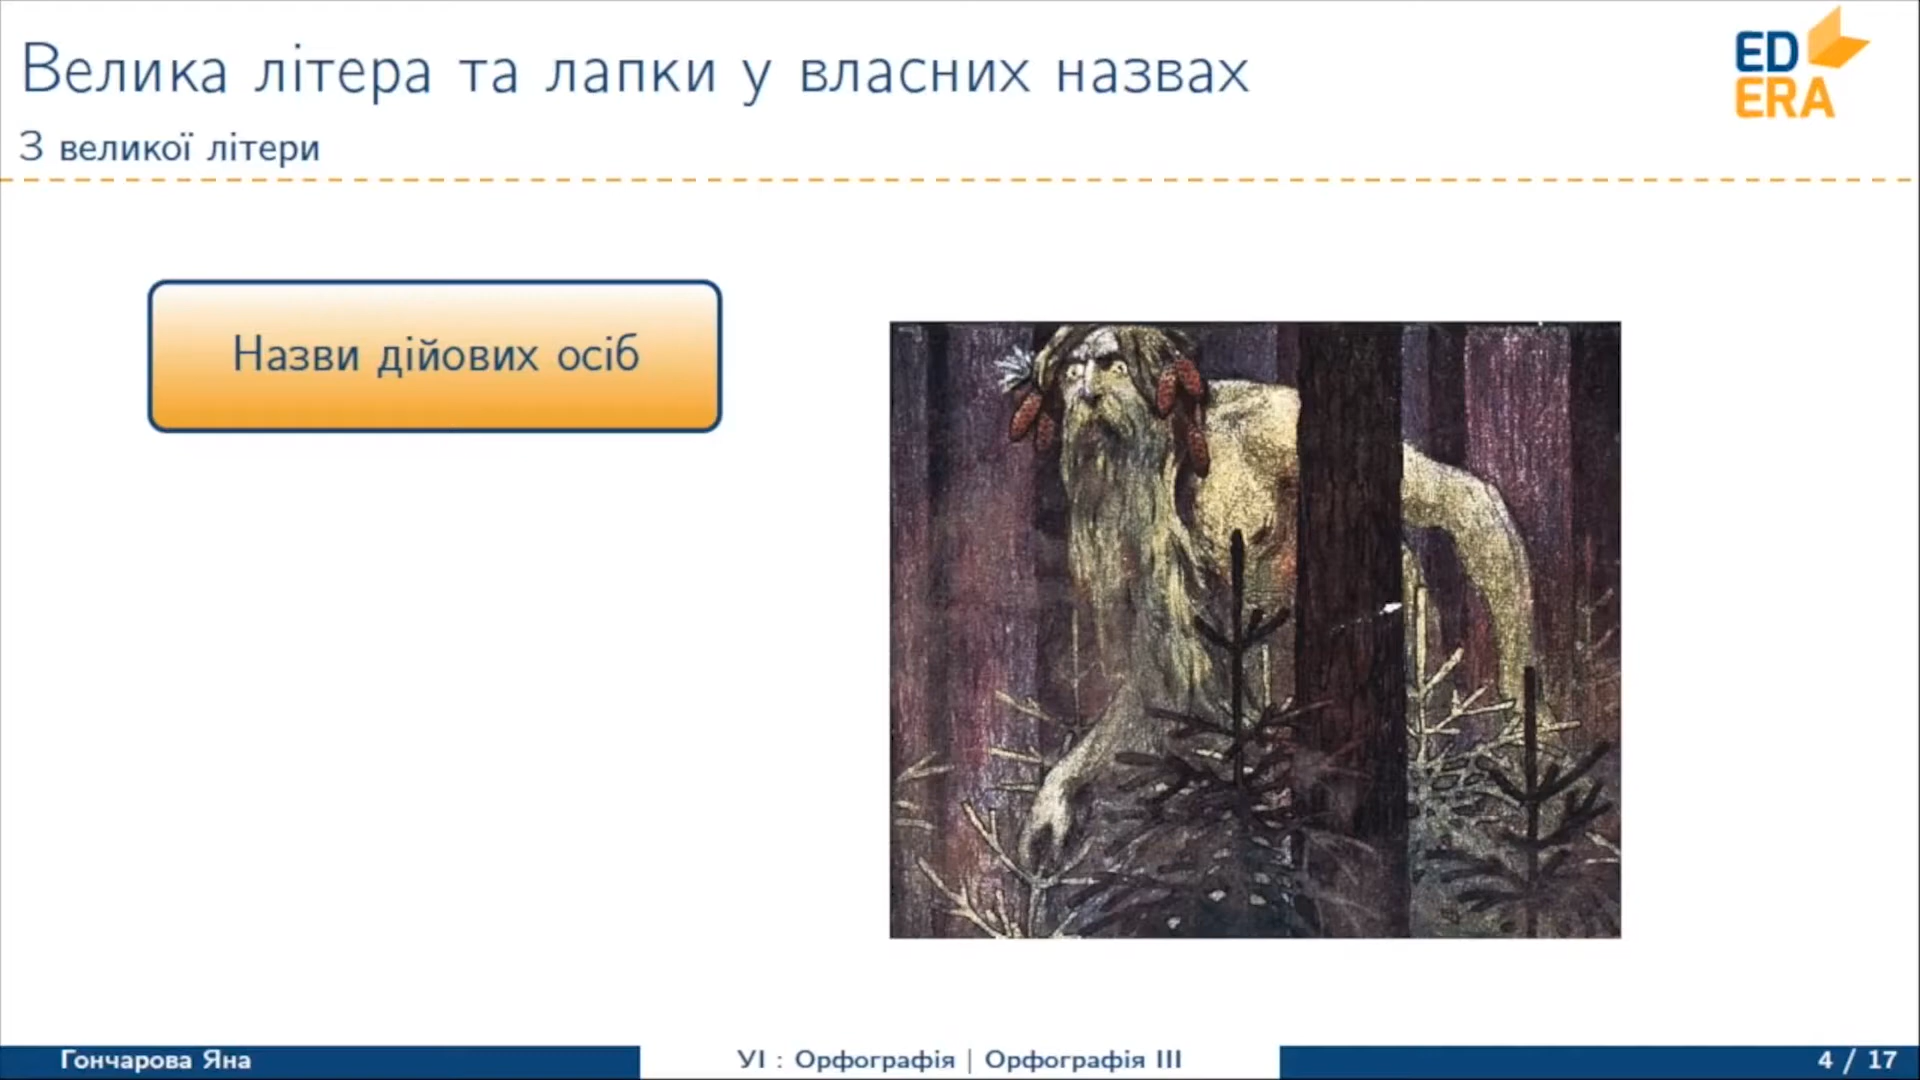 Велика літера та лапки у власних назвах
З великої літери
ED
ERA
Назви дійових осіб
Гончарова Яна
УІ : Орфографія | Орфографія III
4 / 17